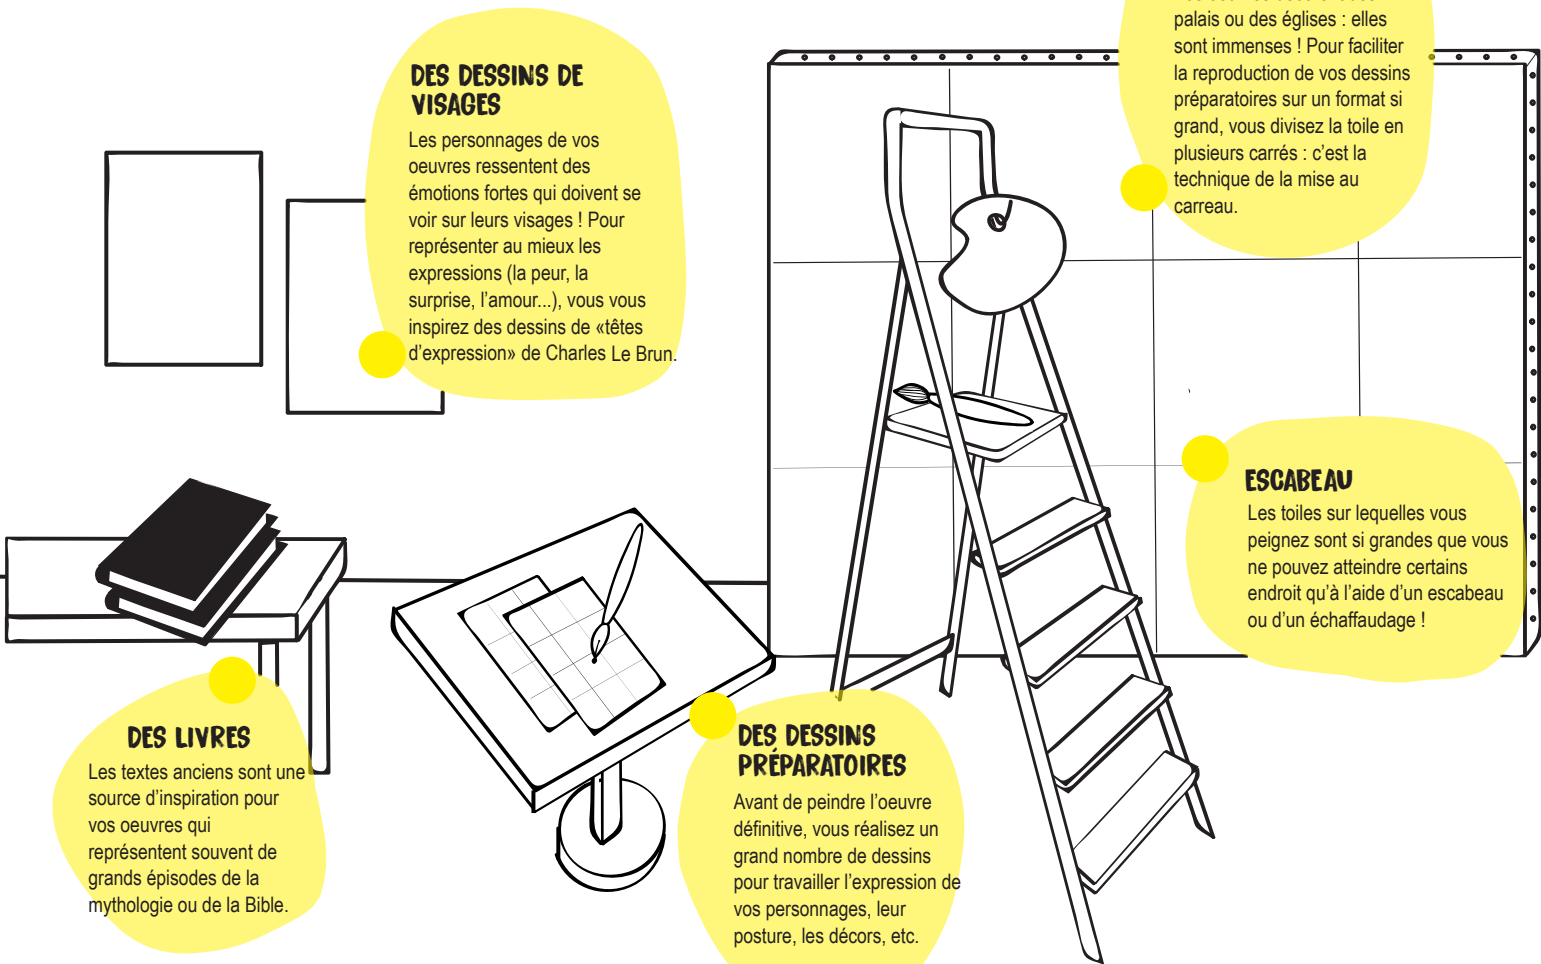 DES DESSINS DE
VISAGES
Les personnages de vos
oeuvres ressentent des
émotions fortes qui doivent se
voir sur leurs visages ! Pour
représenter au mieux les
expressions (la peur, la
surprise, l'amour...), vous vous
inspirez des dessins de «têtes
d'expression» de Charles Le Brun.
palais ou des églises : elles
sont immenses ! Pour faciliter
la reproduction de vos dessins
préparatoires sur un format si
grand, vous divisez la toile en
plusieurs carrés : c'est la
technique de la mise au
carreau.
ESCABEAU
Les toiles sur lequelles vous
peignez sont si grandes que vous
ne pouvez atteindre certains
endroit qu'à l'aide d'un escabeau
ou d'un échaffaudage !
DES LIVRES
Les textes anciens sont une
source d'inspiration pour
vos oeuvres qui
représentent souvent de
grands épisodes de la
mythologie ou de la Bible.
DES DESSINS
PRÉPARATOIRES
Avant de peindre l'oeuvre
définitive, vous réalisez un
grand nombre de dessins
pour travailler l'expression de
vos personnages, leur
posture, les décors, etc.